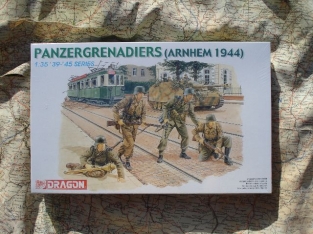 PANZERGRENADIERS (ARNHEM 1944)
1:35 '39-'45 SERIES
DRAGON